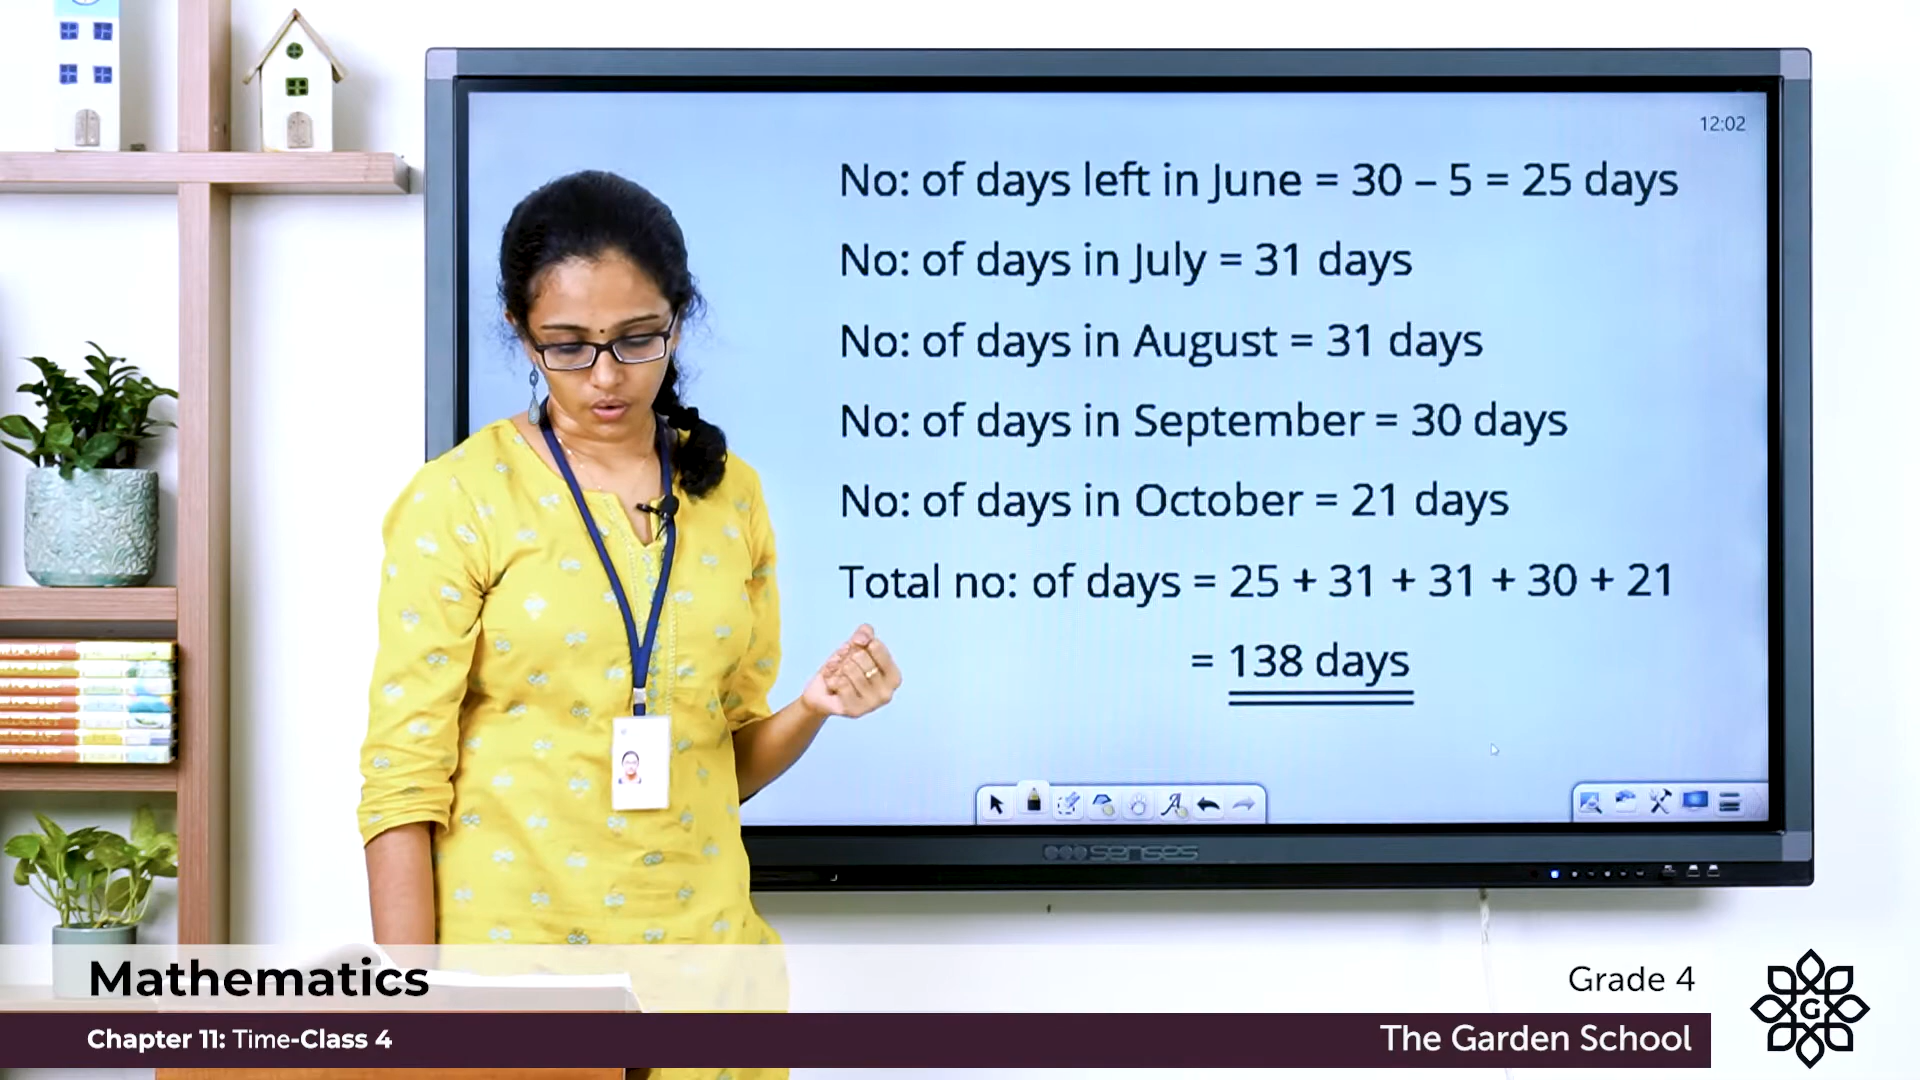 12:02
No: of days left in June = 30 – 5 = 25 days
No: of days in July = 31 days
No: of days in August = 31 days
No: of days in September = 30 days
No: of days in October = 21 days
Total no: of days = 25 + 31 + 31 + 30 + 21
= 138 days
senses
Mathematics
Grade 4
Chapter 11: Time-Class 4
The Garden School
G